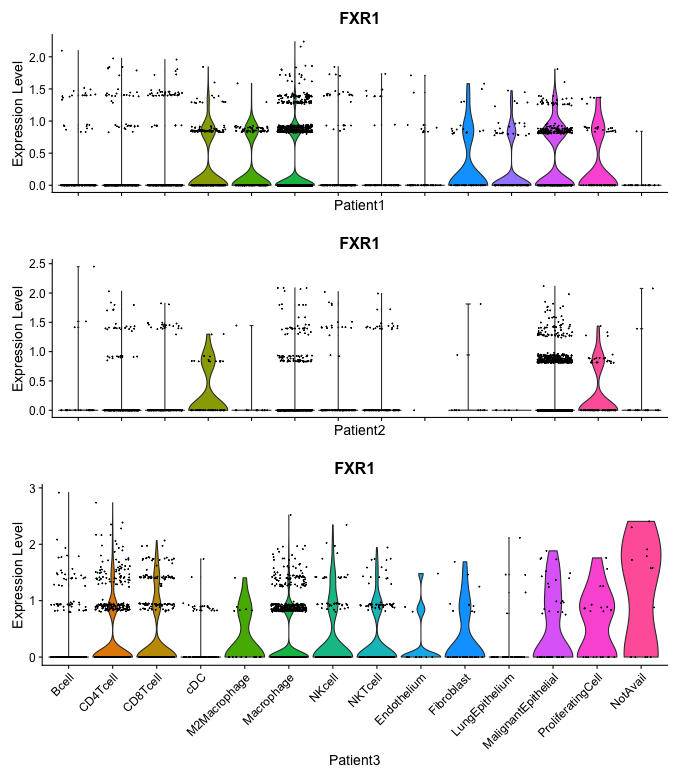 FXR1
Expression Level
2.0
1.5
1.0
0.5
0.0
Patient1
FXR1
Expression Level
2.5
2.0
1.5
1.0
0.5
0.0
Patient2
FXR1
Expression Level
3
2
1
0
Bcell
CD4Tcell
CD8Tcell
cDC
M2Macrophage
Macrophage
NKcell
NKTcell
Endothelium
Fibroblast
LungEpithelium
MalignantEpithelial
ProliferatingCell
NotAvail
Patient3